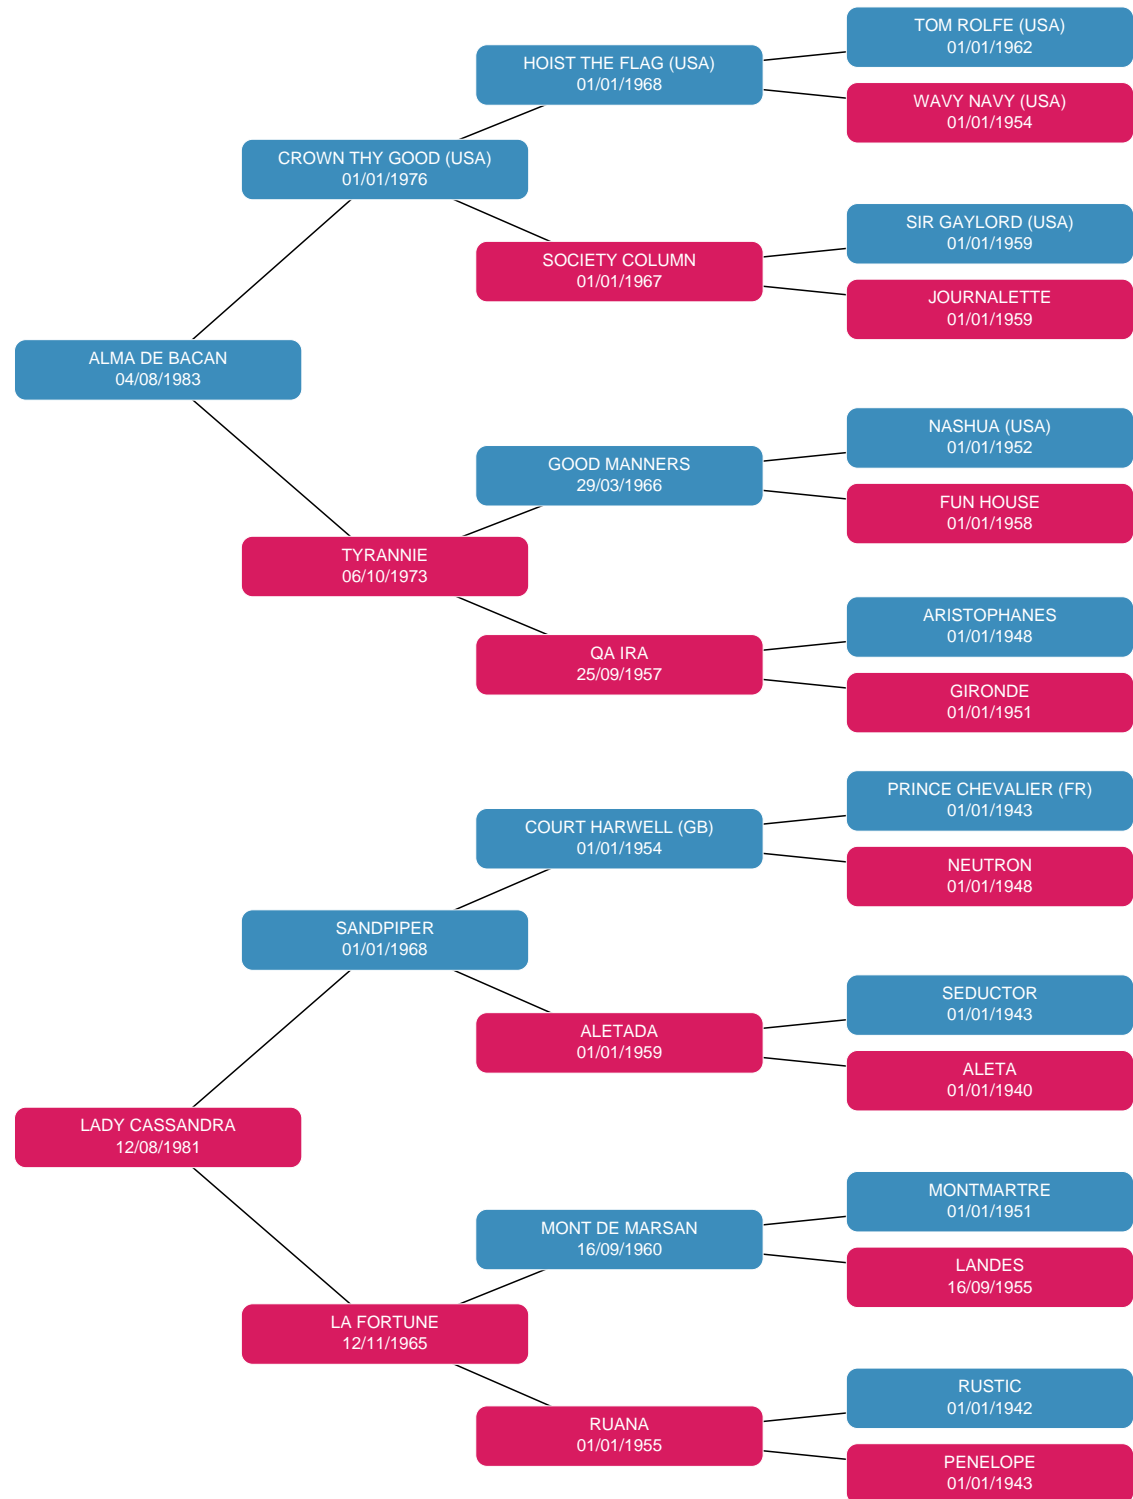 TOM ROLFE (USA)
01/01/1962
HOIST THE FLAG (USA)
01/01/1968
WAVY NAVY (USA)
01/01/1954
CROWN THY GOOD (USA)
01/01/1976
SIR GAYLORD (USA)
01/01/1959
SOCIETY COLUMN
01/01/1967
JOURNALETTE
01/01/1959
ALMA DE BACAN
04/08/1983
NASHUA (USA)
01/01/1952
GOOD MANNERS
29/03/1966
FUN HOUSE
01/01/1958
TYRANNIE
06/10/1973
ARISTOPHANES
01/01/1948
QA IRA
25/09/1957
GIRONDE
01/01/1951
PRINCE CHEVALIER (FR)
01/01/1943
COURT HARWELL (GB)
01/01/1954
NEUTRON
01/01/1948
SANDPIPER
01/01/1968
SEDUCTOR
01/01/1943
ALETADA
01/01/1959
ALETA
01/01/1940
LADY CASSANDRA
12/08/1981
MONTMARTRE
01/01/1951
MONT DE MARSAN
16/09/1960
LANDES
16/09/1955
LA FORTUNE
12/11/1965
RUSTIC
01/01/1942
RUANA
01/01/1955
PENELOPE
01/01/1943